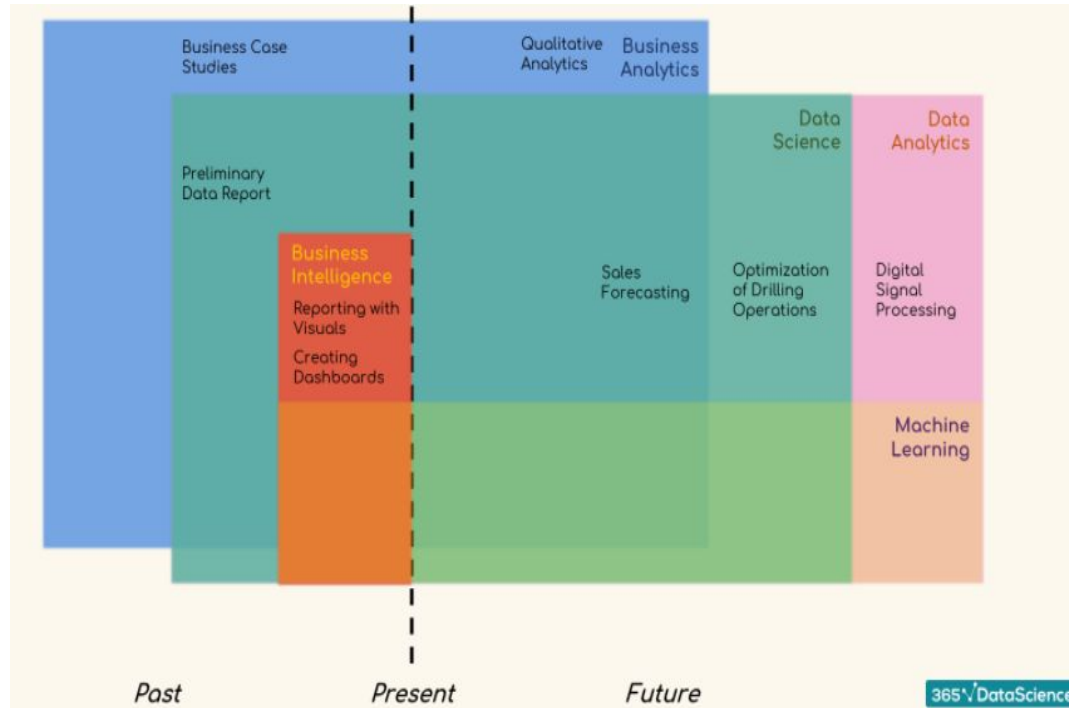 Business Case
Studies
Qualitative
Analytics
Business
Analytics
Data
Science
Data
Analytics
Preliminary
Data Report
Business
Intelligence
Reporting with
Visuals
Creating
Dashboards
Sales
Forecasting
Optimization
of Drilling
Operations
Digital
Signal
Processing
Machine
Learning
Past
Present
Future
365√DataScience